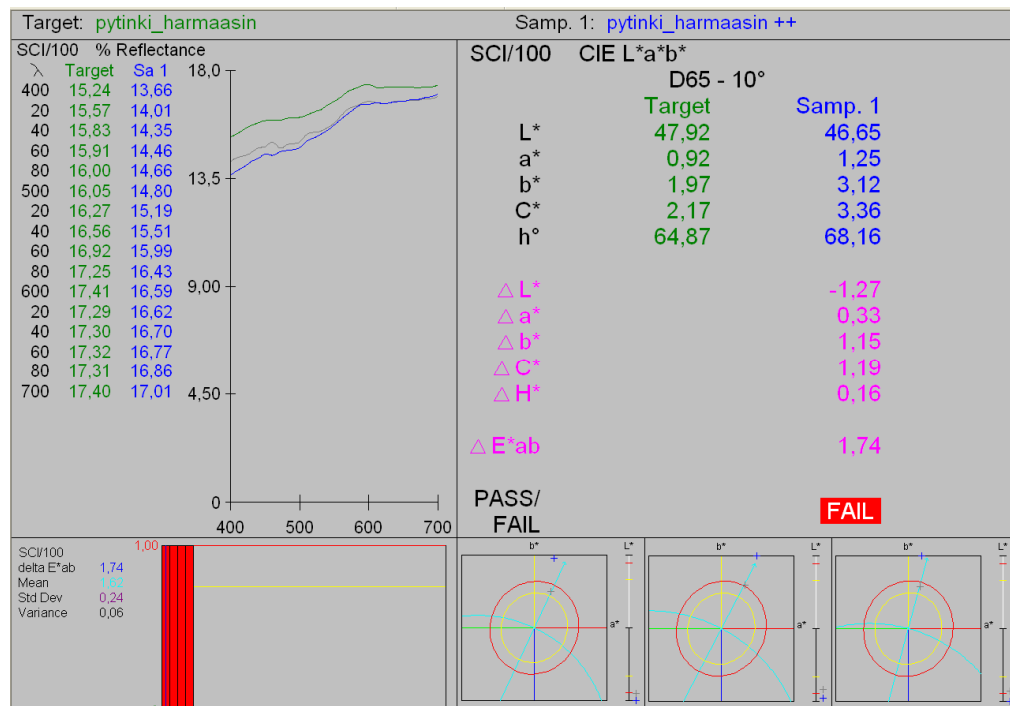 Target: pytinki_harmaasin Samp. 1: pytinki_harmaasin ++
SCI/100 % Reflectance
λ Target Sa 1
400 15,24 13,66
20 15,57 14,01
40 15,83 14,35
60 15,91 14,46
80 16,00 14,66
500 16,05 14,80
20 16,27 15,19
40 16,56 15,51
60 16,92 15,99
80 17,25 16,43
600 17,41 16,59
20 17,29 16,62
40 17,30 16,70
60 17,32 16,77
80 17,31 16,86
700 17,40 17,01
18,0
13,5
9,00
4,50
0
400 500 600 700
SCI/100 CIE L*a*b*
D65 - 10°
Target Samp. 1
L* 47,92 46,65
a* 0,92 1,25
b* 1,97 3,12
C* 2,17 3,36
h° 64,87 68,16
△ L* -1,27
△ a* 0,33
△ b* 1,15
△ C* 1,19
△ H* 0,16
△ E*ab 1,74
PASS/
FAIL FAIL
SCI/100
delta E*ab 1,74
Mean 1,62
Std Dev 0,24
Variance 0,06
1,00
b* L*
a*
b* L*
a*
b* L*
a*